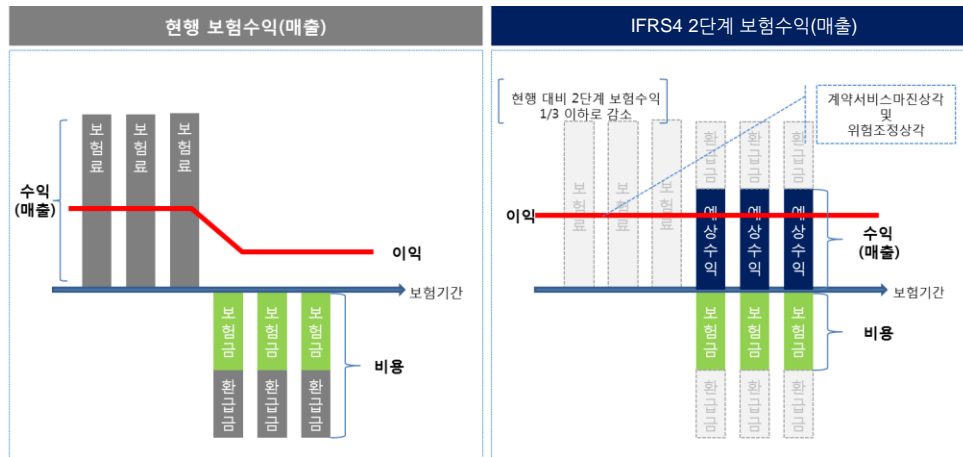 현행 보험수익(매출)
보험료
보험료
보험료
수익
(매출)
이익
보험기간
보험금
보험금
보험금
비용
환급금
환급금
환급금
IFRS4 2단계 보험수익(매출)
현행 대비 2단계 보험수익
1/3 이하로 감소
계약서비스마진상각
및
위험조정상각
보험료
보험료
보험료
환급금
환급금
환급금
이익
예상수익
예상수익
예상수익
수익
(매출)
보험기간
보험금
보험금
보험금
비용
환급금
환급금
환급금